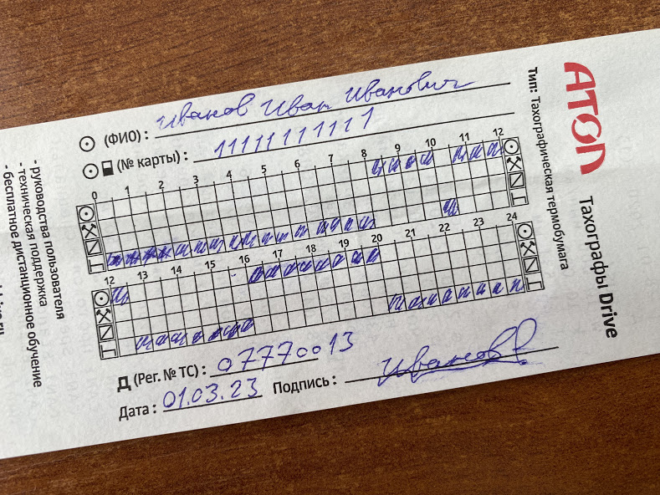 (ФИО) : Иванов Иван Иванович
(№ карты) : 11111111111
0 1 2 3 4 5 6 7 8 9 10 11 12
12 13 14 15 16 17 18 19 20 21 22 23 24
Д (Рег. № ТС) : 07770013
Дата : 01.03.23 Подпись : Иванов
- руководства пользователя
- техническая поддержка
- бесплатное дистанционное обучение
Тип: Тахографическая термобумага
АТОЛ
Тахографы Drive